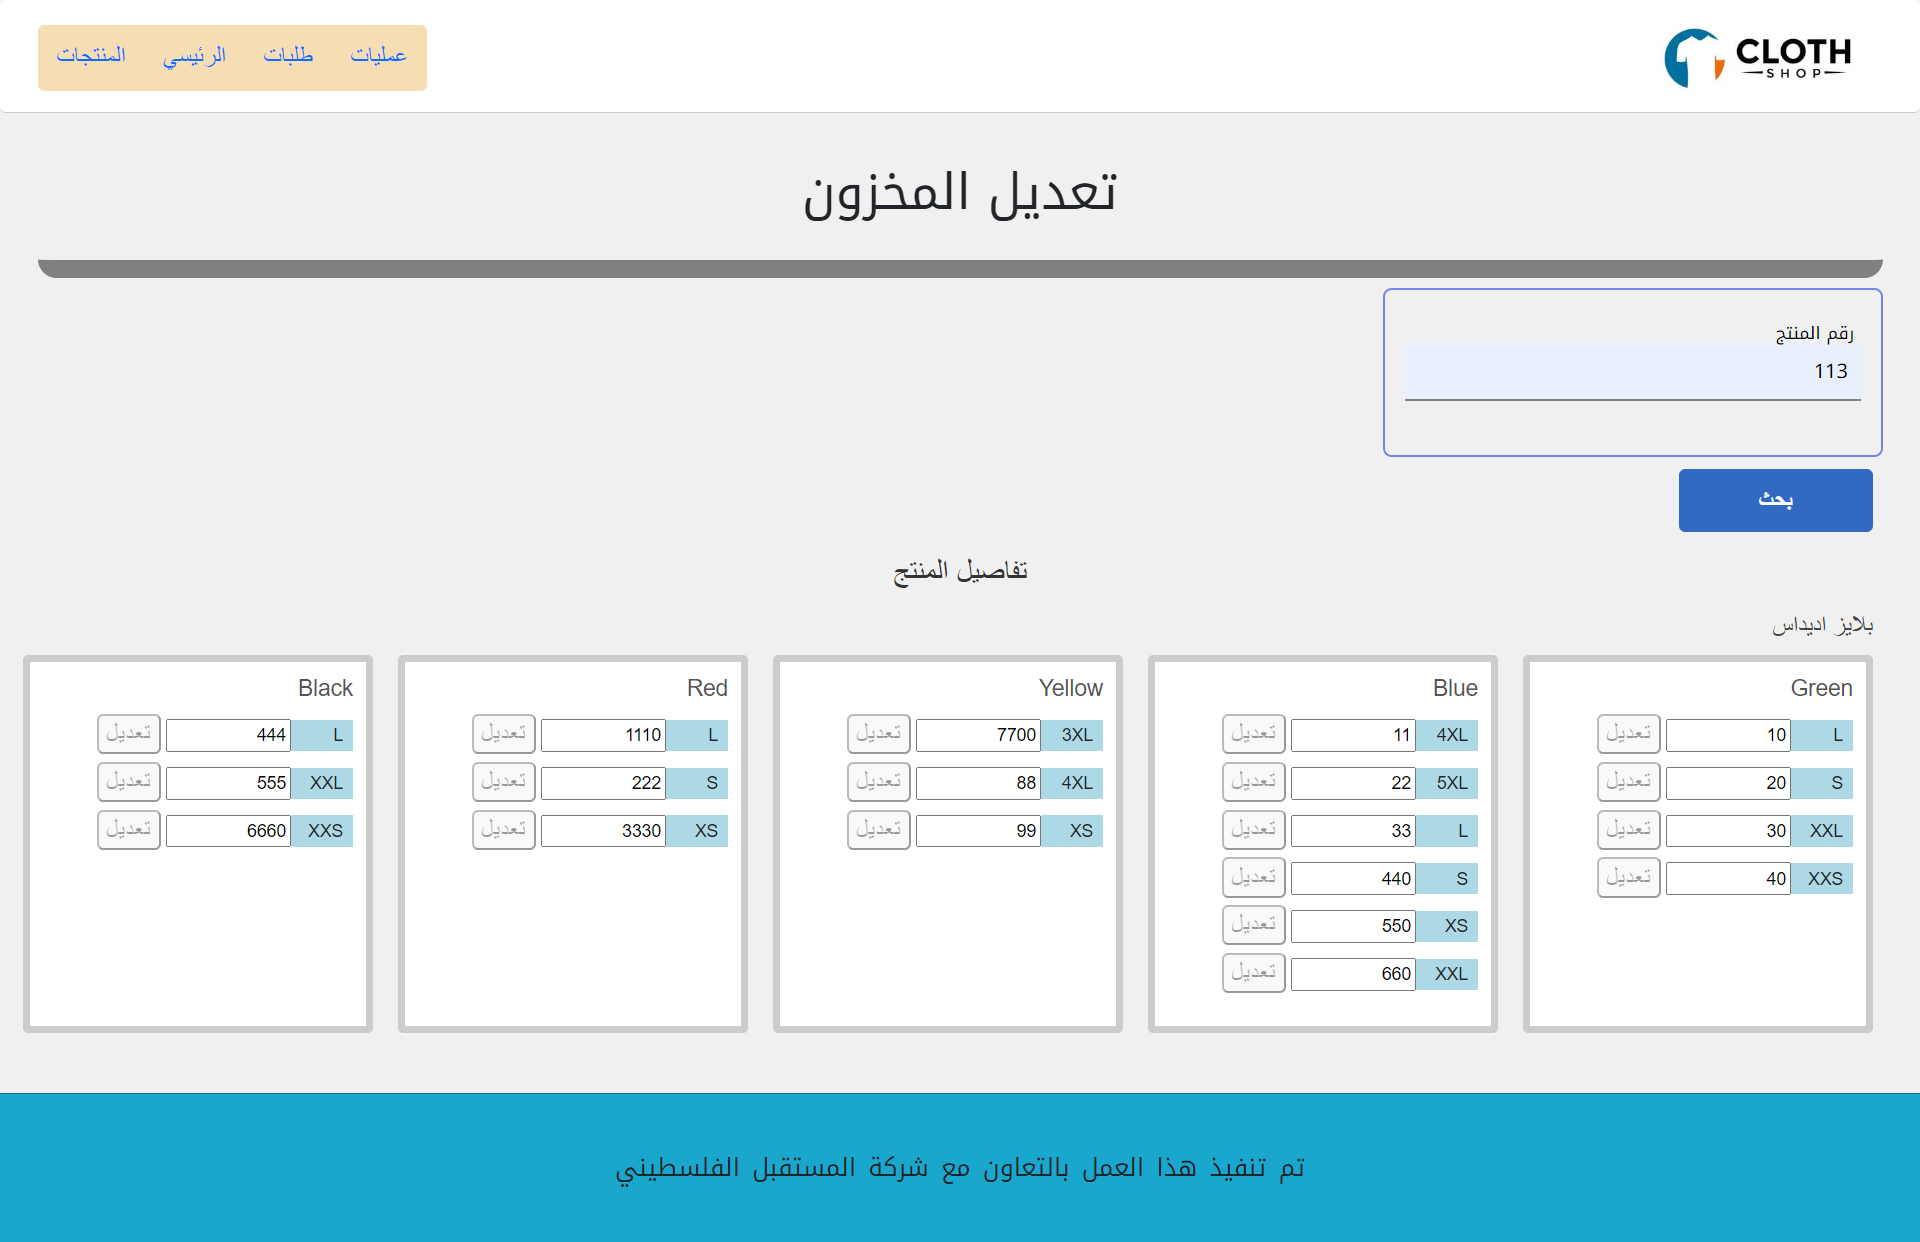 CLOTH
SHOP
عمليات طلبات الرئيسي المنتجات
تعديل المخزون
رقم المنتج
113
بحث
تفاصيل المنتج
بلايز اديداس
Green
L 10 تعديل
S 20 تعديل
XXL 30 تعديل
XXS 40 تعديل
Blue
4XL 11 تعديل
5XL 22 تعديل
L 33 تعديل
S 440 تعديل
XS 550 تعديل
XXL 660 تعديل
Yellow
3XL 7700 تعديل
4XL 88 تعديل
XS 99 تعديل
Red
L 1110 تعديل
S 222 تعديل
XS 3330 تعديل
Black
L 444 تعديل
XXL 555 تعديل
XXS 6660 تعديل
تم تنفيذ هذا العمل بالتعاون مع شركة المستقبل الفلسطيني